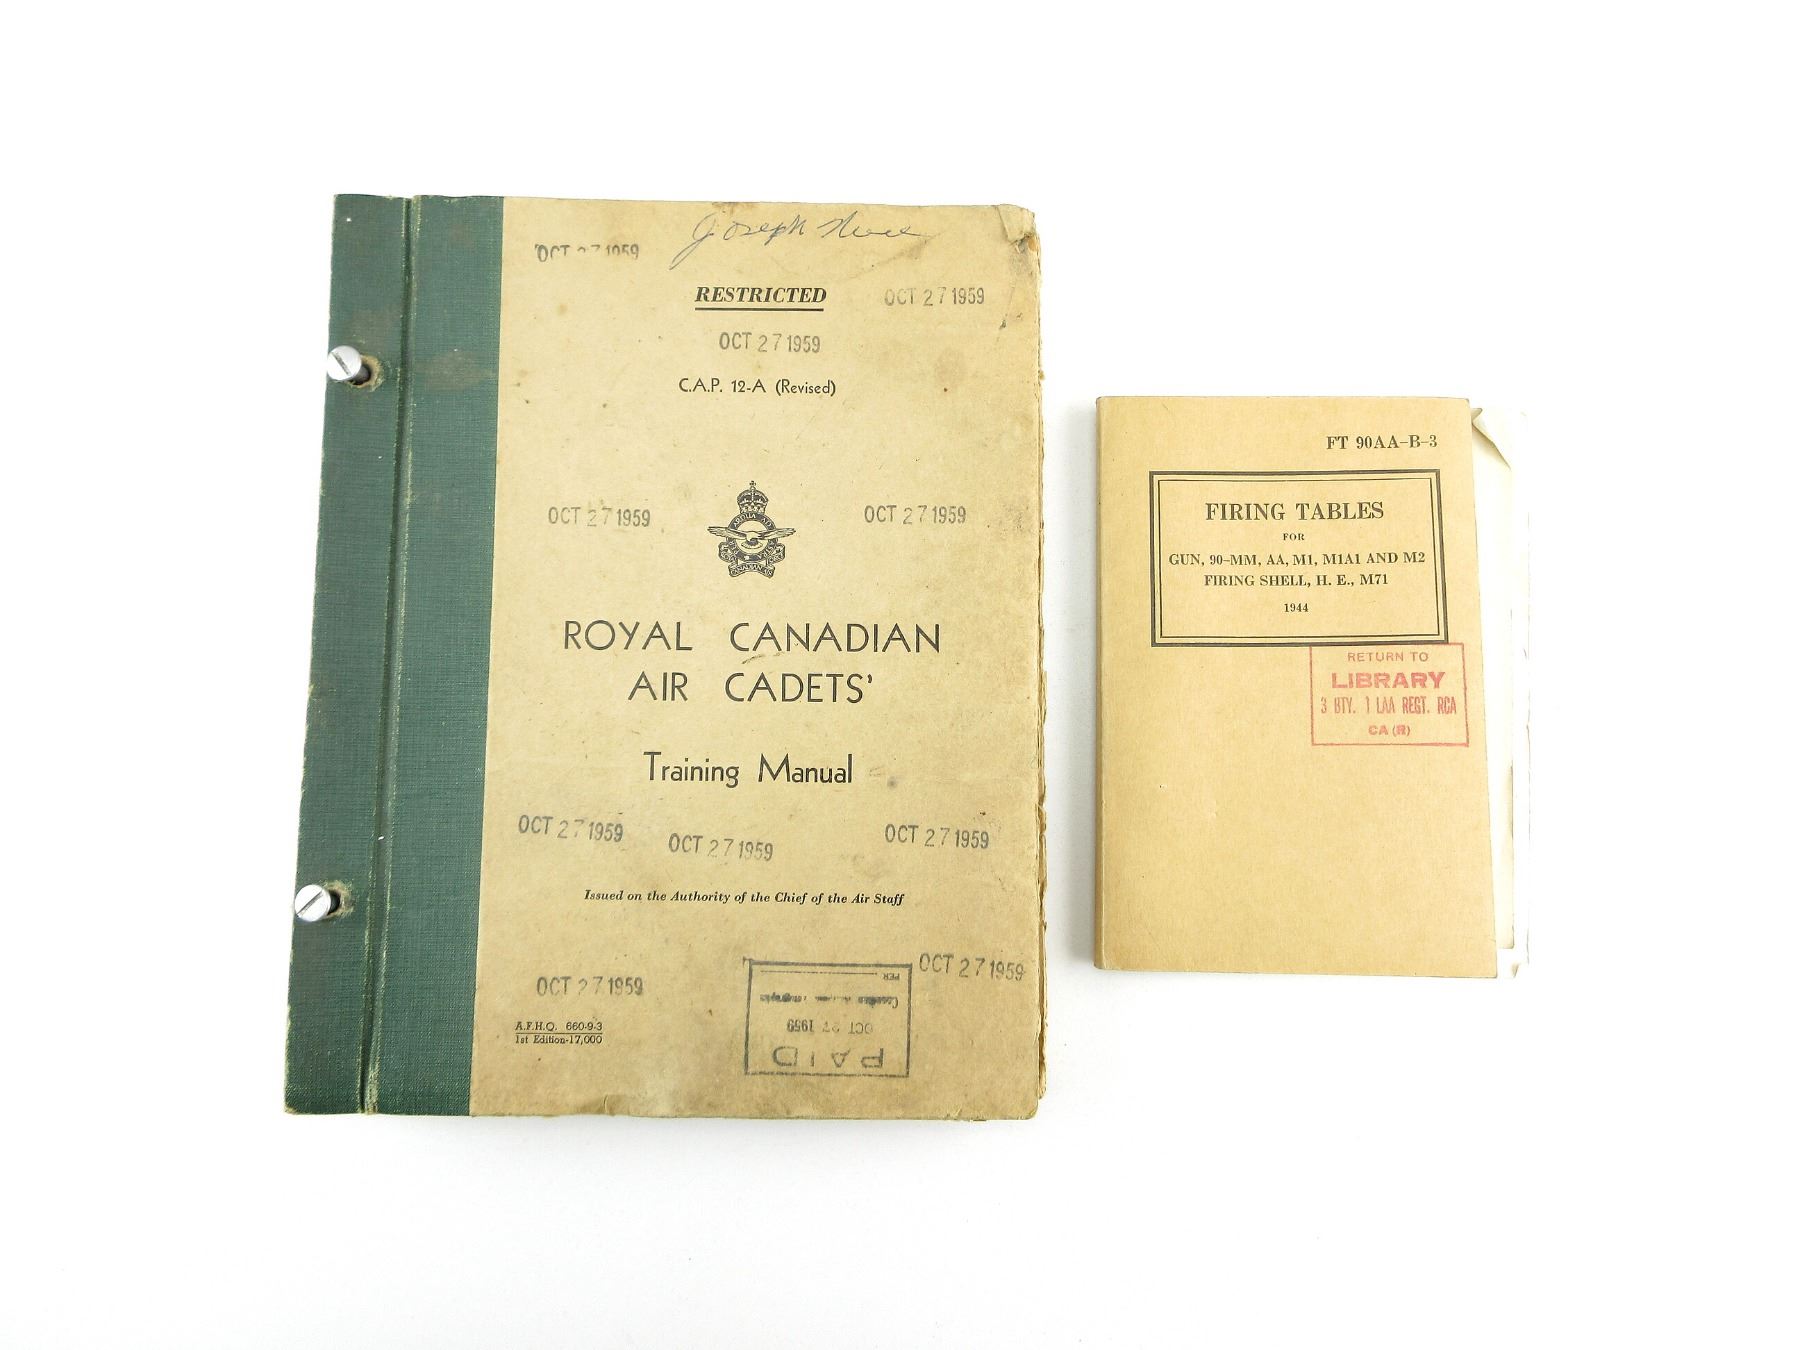 Joseph
OCT 27 1959
RESTRICTED
OCT 27 1959
OCT 27 1959
C.A.P. 12-A (Revised)
OCT 27 1959
OCT 27 1959
ROYAL CANADIAN
AIR CADETS'
Training Manual
OCT 27 1959
OCT 27 1959
OCT 27 1959
Issued on the Authority of the Chief of the Air Staff
OCT 27 1959
OCT 27 1959
A.F.H.Q. 660-9-3
1st Edition-17,000
PAID
OCT 27 1959
PER
FT 90AA-B-3
FIRING TABLES
FOR
GUN, 90-MM, AA, M1, M1A1 AND M2
FIRING SHELL, H. E., M71
1944
RETURN TO
LIBRARY
3 BTY. 1 LAA REGT. RCA
CA (R)